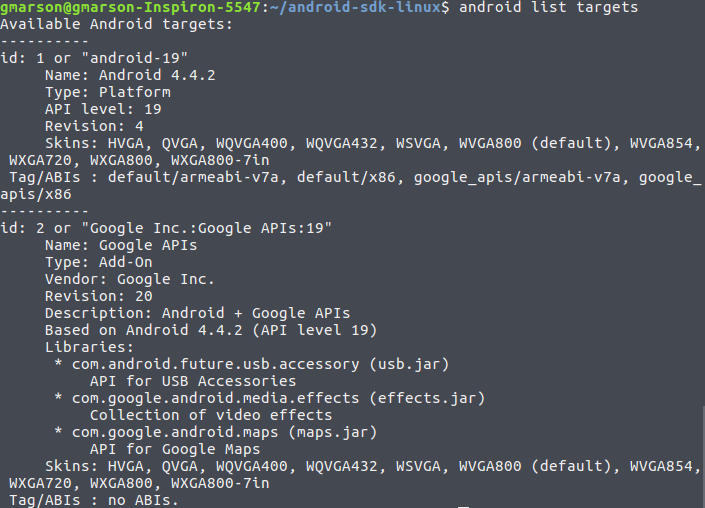 gmarson@gmarson-Inspiron-5547:~/android-sdk-linux$ android list targets
Available Android targets:
----------
id: 1 or "android-19"
     Name: Android 4.4.2
     Type: Platform
     API level: 19
     Revision: 4
     Skins: HVGA, QVGA, WQVGA400, WQVGA432, WSVGA, WVGA800 (default), WVGA854,
 WXGA720, WXGA800, WXGA800-7in
 Tag/ABIs : default/armeabi-v7a, default/x86, google_apis/armeabi-v7a, google_
apis/x86
----------
id: 2 or "Google Inc.:Google APIs:19"
     Name: Google APIs
     Type: Add-On
     Vendor: Google Inc.
     Revision: 20
     Description: Android + Google APIs
     Based on Android 4.4.2 (API level 19)
     Libraries:
      * com.android.future.usb.accessory (usb.jar)
          API for USB Accessories
      * com.google.android.media.effects (effects.jar)
          Collection of video effects
      * com.google.android.maps (maps.jar)
          API for Google Maps
     Skins: HVGA, QVGA, WQVGA400, WQVGA432, WSVGA, WVGA800 (default), WVGA854,
 WXGA720, WXGA800, WXGA800-7in
 Tag/ABIs : no ABIs.